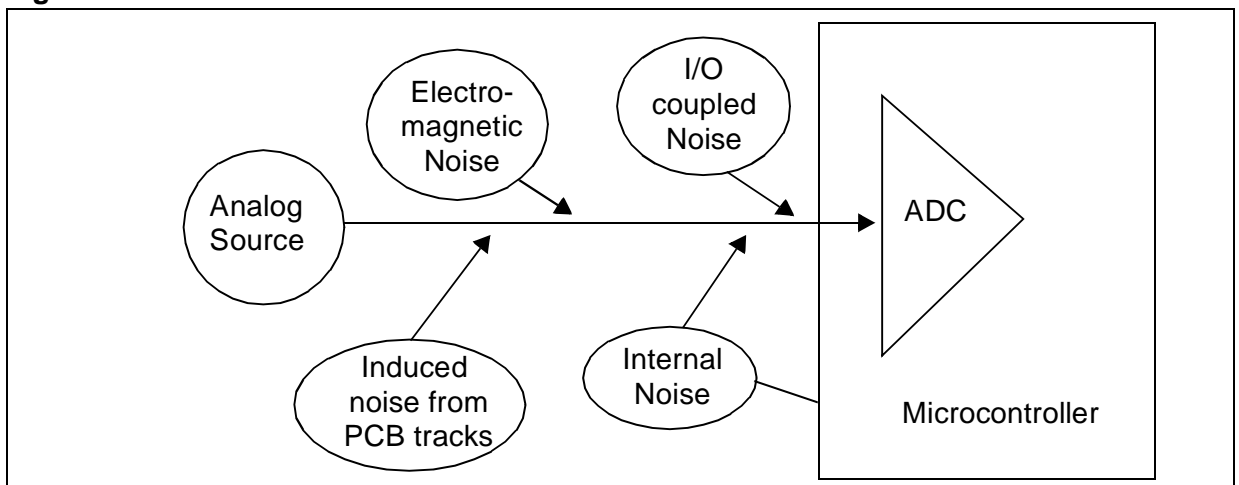 Electro-
magnetic
Noise
I/O
coupled
Noise
Analog
Source
ADC
Induced
noise from
PCB tracks
Internal
Noise
Microcontroller